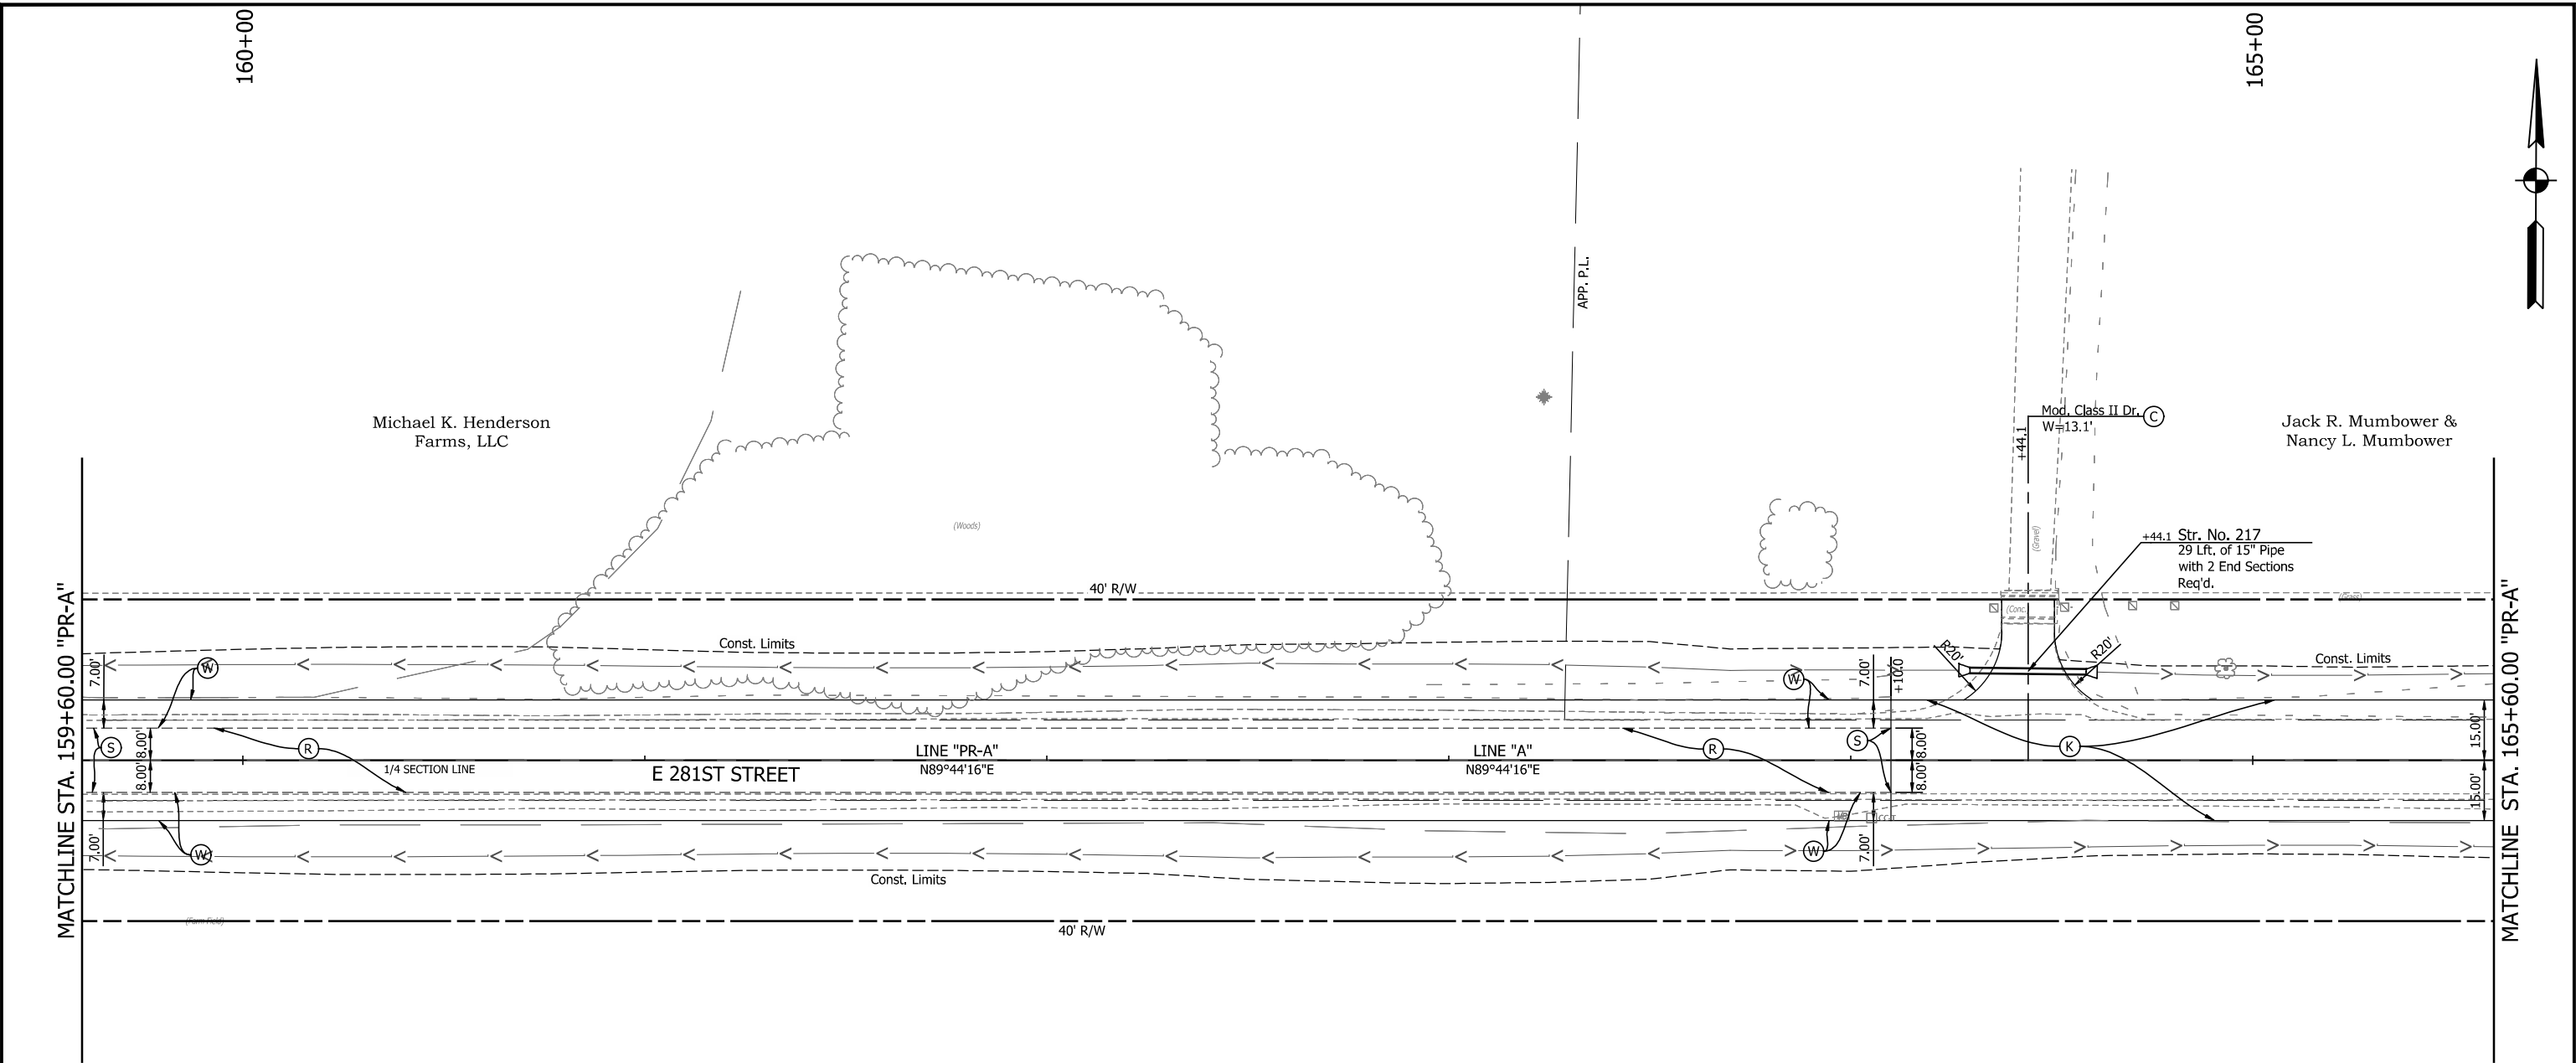 160+00
165+00
APP. P.L.
Michael K. Henderson
Farms, LLC
Mod. Class II Dr. C
W=13.1'
+44.1
Jack R. Mumbower &
Nancy L. Mumbower
(Woods)
(Gravel)
+44.1 Str. No. 217
29 Lft. of 15" Pipe
with 2 End Sections
Req'd.
40' R/W
(Grass)
(Conc.)
MATCHLINE STA. 159+60.00 "PR-A"
MATCHLINE STA. 165+60.00 "PR-A"
Const. Limits
R20'
R20'
Const. Limits
7.00'
W
W
7.00'
+10.0
S
8.00'
8.00'
R
1/4 SECTION LINE
E 281ST STREET
LINE "PR-A"
N89°44'16"E
LINE "A"
N89°44'16"E
R
S
8.00'
8.00'
K
15.00'
15.00'
7.00'
W
W
7.00'
Const. Limits
(Farm Field)
40' R/W